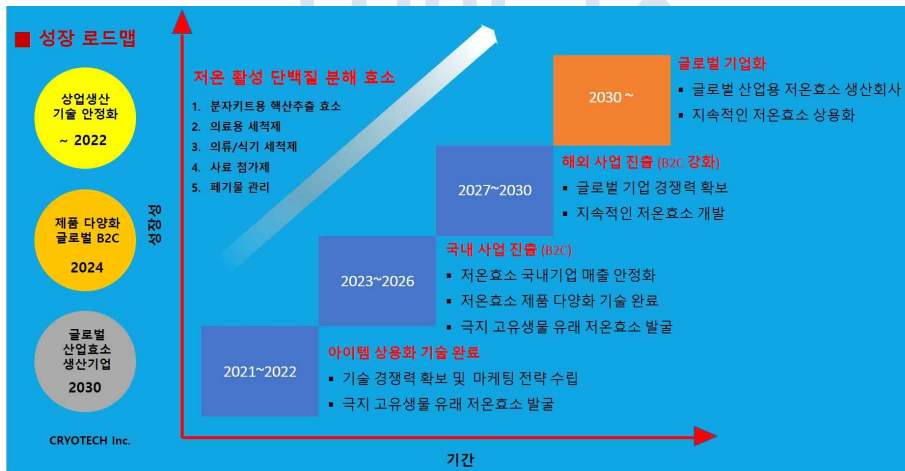 ■ 성장 로드맵
상업생산
기술 안정화
~ 2022
제품 다양화
글로벌 B2C
2024
글로벌
산업효소
생산기업
2030
CRYOTECH Inc.
성장성
저온 활성 단백질 분해 효소
1. 분자키트용 핵산추출 효소
2. 의료용 세척제
3. 의류/식기 세척제
4. 사료 첨가제
5. 폐기물 관리
2030 ~
글로벌 기업화
▪ 글로벌 산업용 저온효소 생산회사
▪ 지속적인 저온효소 상용화
2027~2030
해외 사업 진출 (B2C 강화)
▪ 글로벌 기업 경쟁력 확보
▪ 지속적인 저온효소 개발
2023~2026
국내 사업 진출 (B2C)
▪ 저온효소 국내기업 매출 안정화
▪ 저온효소 제품 다양화 기술 완료
▪ 극지 고유생물 유래 저온효소 발굴
2021~2022
아이템 상용화 기술 완료
▪ 기술 경쟁력 확보 및 마케팅 전략 수립
▪ 극지 고유생물 유래 저온효소 발굴
기간